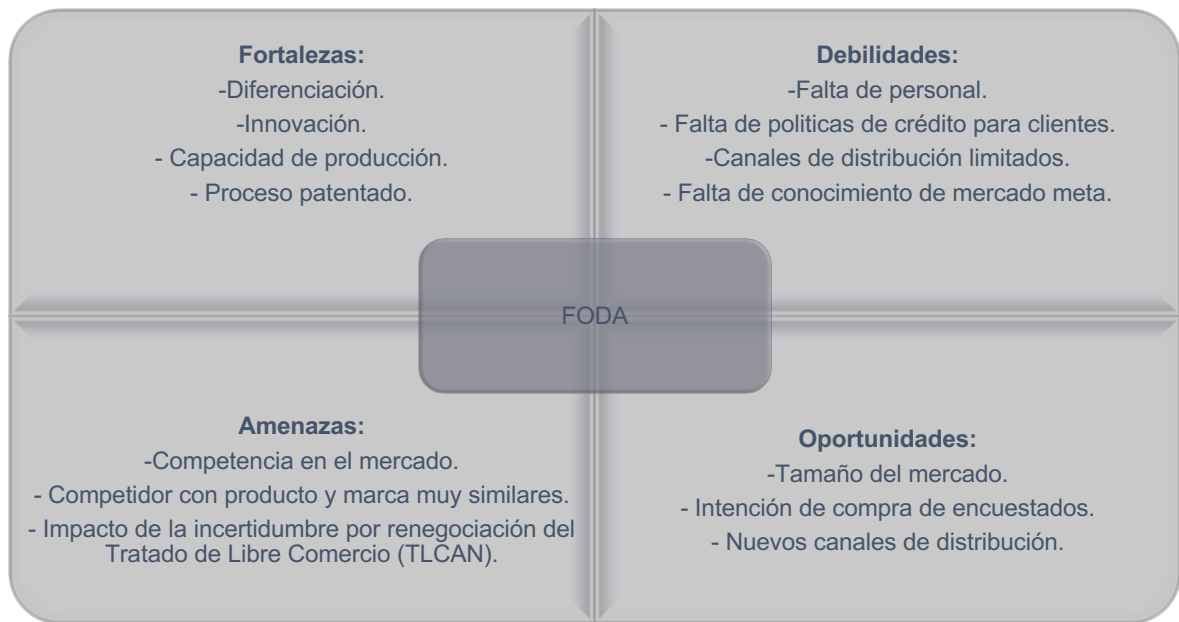 Fortalezas:
-Diferenciación.
-Innovación.
- Capacidad de producción.
- Proceso patentado.
Debilidades:
-Falta de personal.
- Falta de politicas de crédito para clientes.
-Canales de distribución limitados.
- Falta de conocimiento de mercado meta.
FODA
Amenazas:
-Competencia en el mercado.
- Competidor con producto y marca muy similares.
- Impacto de la incertidumbre por renegociación del
Tratado de Libre Comercio (TLCAN).
Oportunidades:
-Tamaño del mercado.
- Intención de compra de encuestados.
- Nuevos canales de distribución.